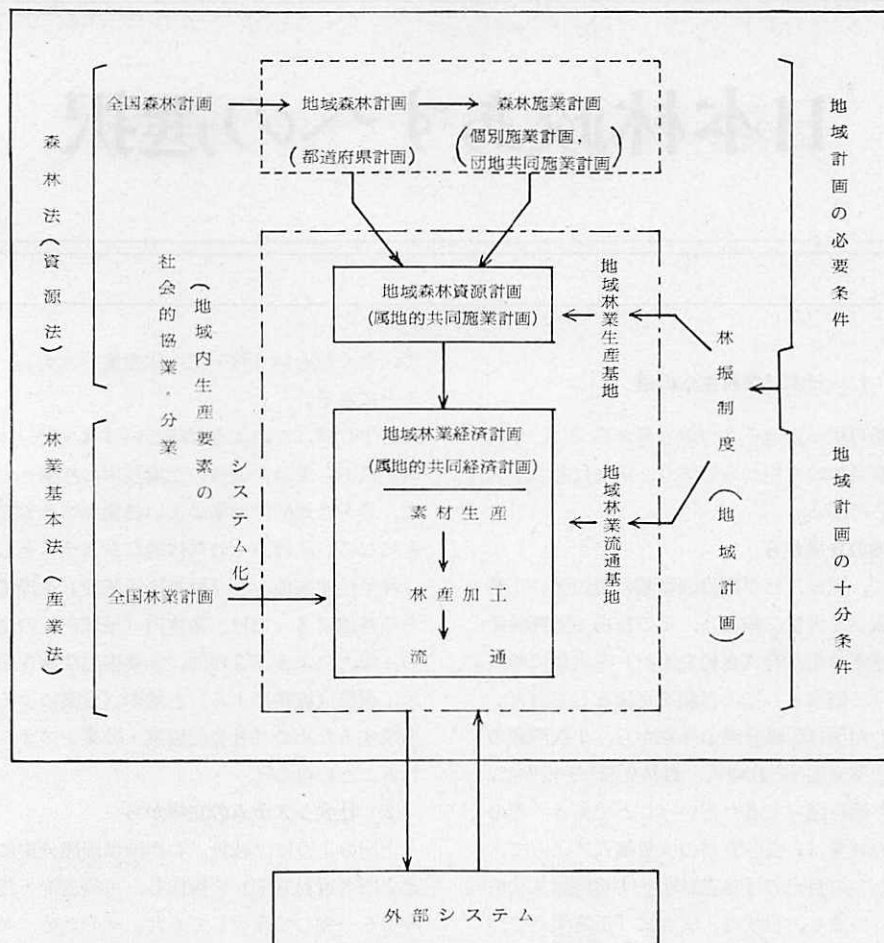 全国森林計画
地域森林計画
森林施業計画
(都道府県計画)
(個別施業計画
団地共同施業計画)
森林法(資源法)
林業基本法(産業法)
社会的協業・分業
(地域内生産要素の
システム化)
地域森林資源計画
(属地的共同施業計画)
地域林業経済計画
(属地的共同経済計画)
素材生産
林産加工
流通
全国林業計画
地域林業生産基地
地域林業流通基地
林振制度(地域計画)
地域計画の必要条件
地域計画の十分条件
外部システム